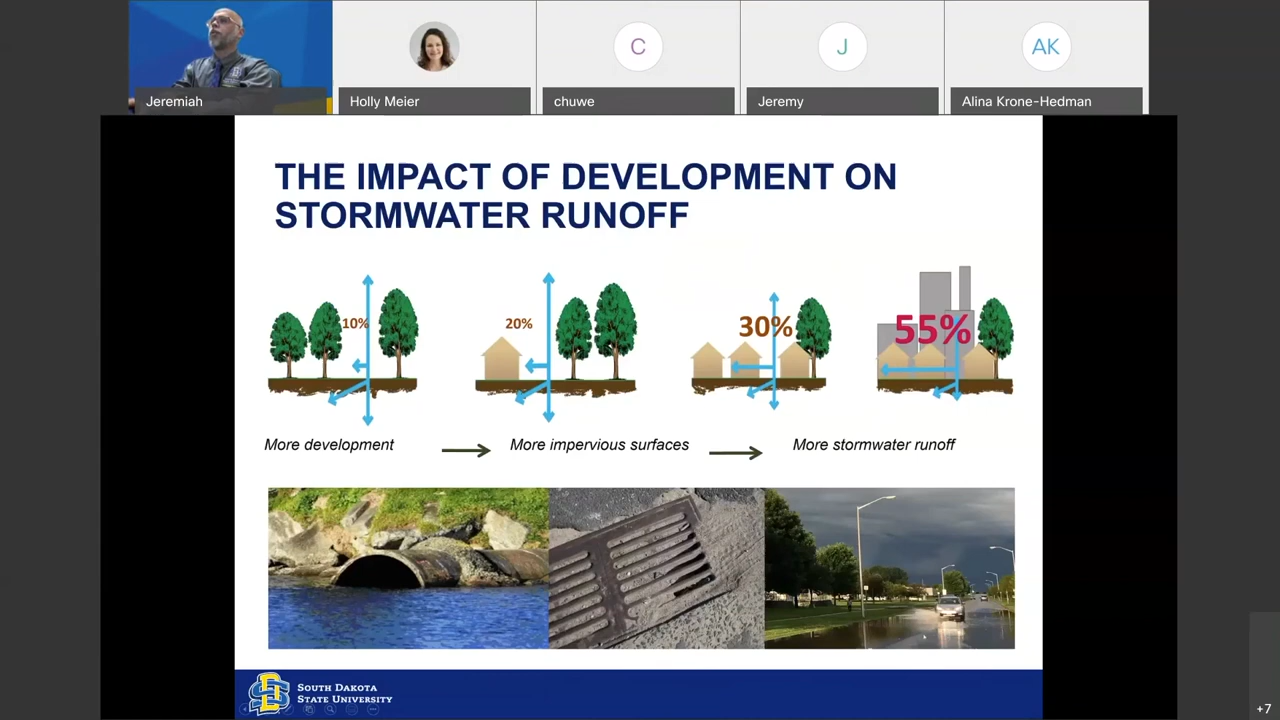 C
J
AK
Jeremiah
Holly Meier
chuwe
Jeremy
Alina Krone-Hedman
THE IMPACT OF DEVELOPMENT ON
STORMWATER RUNOFF
10%
20%
30%
55%
More development
More impervious surfaces
More stormwater runoff
SOUTH DAKOTA
STATE UNIVERSITY
+7